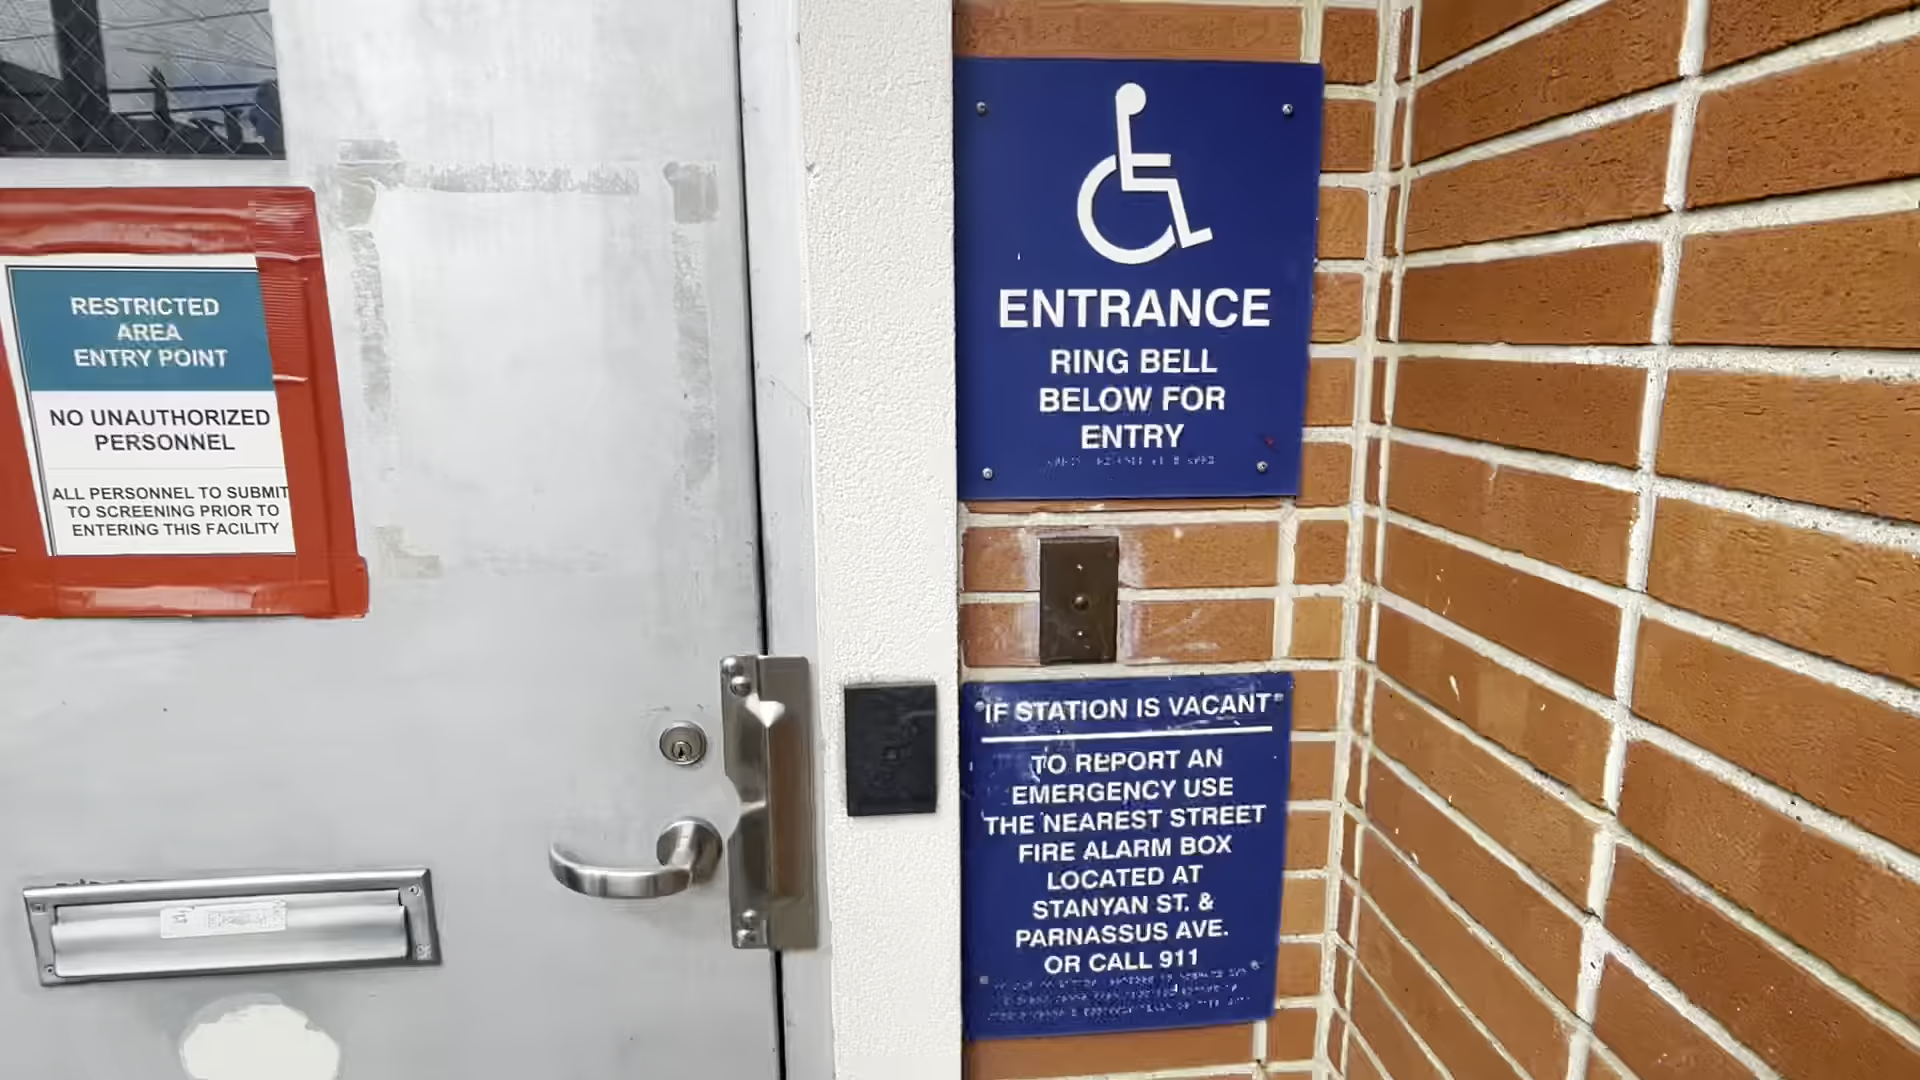 RESTRICTED
AREA
ENTRY POINT
NO UNAUTHORIZED
PERSONNEL
ALL PERSONNEL TO SUBMIT
TO SCREENING PRIOR TO
ENTERING THIS FACILITY
ENTRANCE
RING BELL
BELOW FOR
ENTRY
"IF STATION IS VACANT"
TO REPORT AN
EMERGENCY USE
THE NEAREST STREET
FIRE ALARM BOX
LOCATED AT
STANYAN ST. &
PARNASSUS AVE.
OR CALL 911